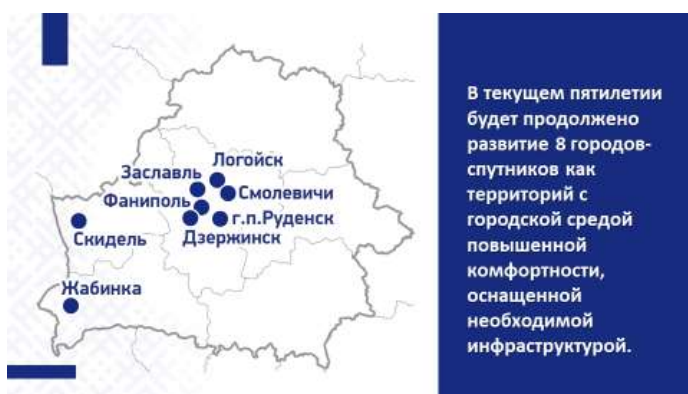 Логойск
Заславль
Смолевичи
Фаниполь
г.п.Руденск
Дзержинск
Скидель
Жабинка
В текущем пятилетии
будет продолжено
развитие 8 городов-
спутников как
территорий с
городской средой
повышенной
комфортности,
оснащенной
необходимой
инфраструктурой.